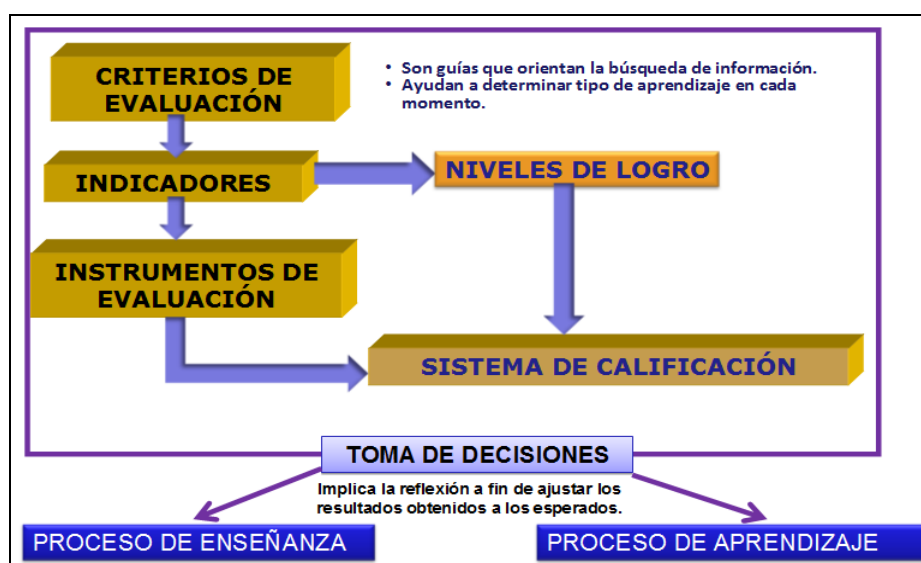 CRITERIOS DE
EVALUACIÓN
• Son guías que orientan la búsqueda de información.
• Ayudan a determinar tipo de aprendizaje en cada
momento.
INDICADORES
NIVELES DE LOGRO
INSTRUMENTOS DE
EVALUACIÓN
SISTEMA DE CALIFICACIÓN
TOMA DE DECISIONES
Implica la reflexión a fin de ajustar los
resultados obtenidos a los esperados.
PROCESO DE ENSEÑANZA
PROCESO DE APRENDIZAJE